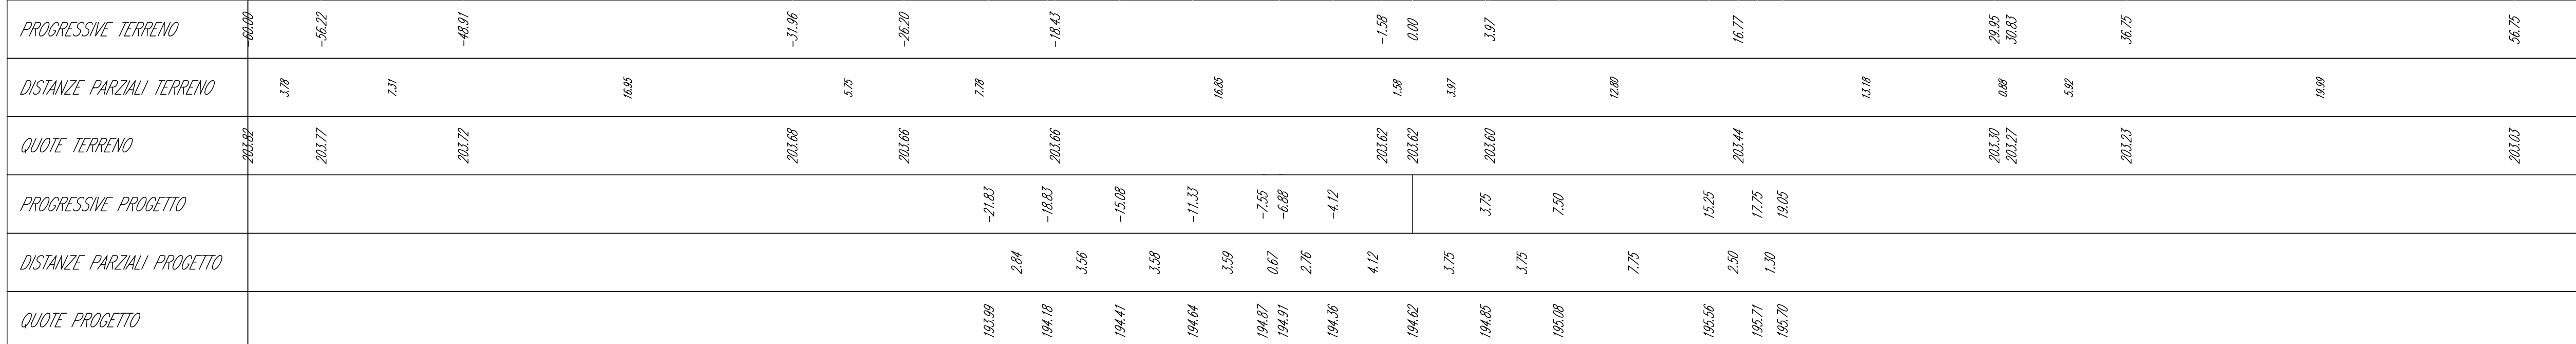 PROGRESSIVE TERRENO -60.00 -56.22 -48.91 -31.96 -26.20 -18.43 -1.58 0.00 3.97 16.77 29.95 30.83 36.75 56.75
DISTANZE PARZIALI TERRENO 3.78 7.31 16.95 5.75 7.78 16.85 1.58 3.97 12.80 13.18 0.88 5.92 19.99
QUOTE TERRENO 203.82 203.77 203.72 203.68 203.66 203.66 203.62 203.62 203.60 203.44 203.30 203.27 203.23 203.03
PROGRESSIVE PROGETTO -21.83 -18.83 -15.08 -11.33 -7.55 -6.88 -4.12 3.75 7.50 15.25 17.75 19.05
DISTANZE PARZIALI PROGETTO 2.84 3.56 3.58 3.59 0.67 2.76 4.12 3.75 3.75 7.75 2.50 1.30
QUOTE PROGETTO 193.99 194.18 194.41 194.64 194.87 194.91 194.36 194.62 194.85 195.08 195.56 195.71 195.70